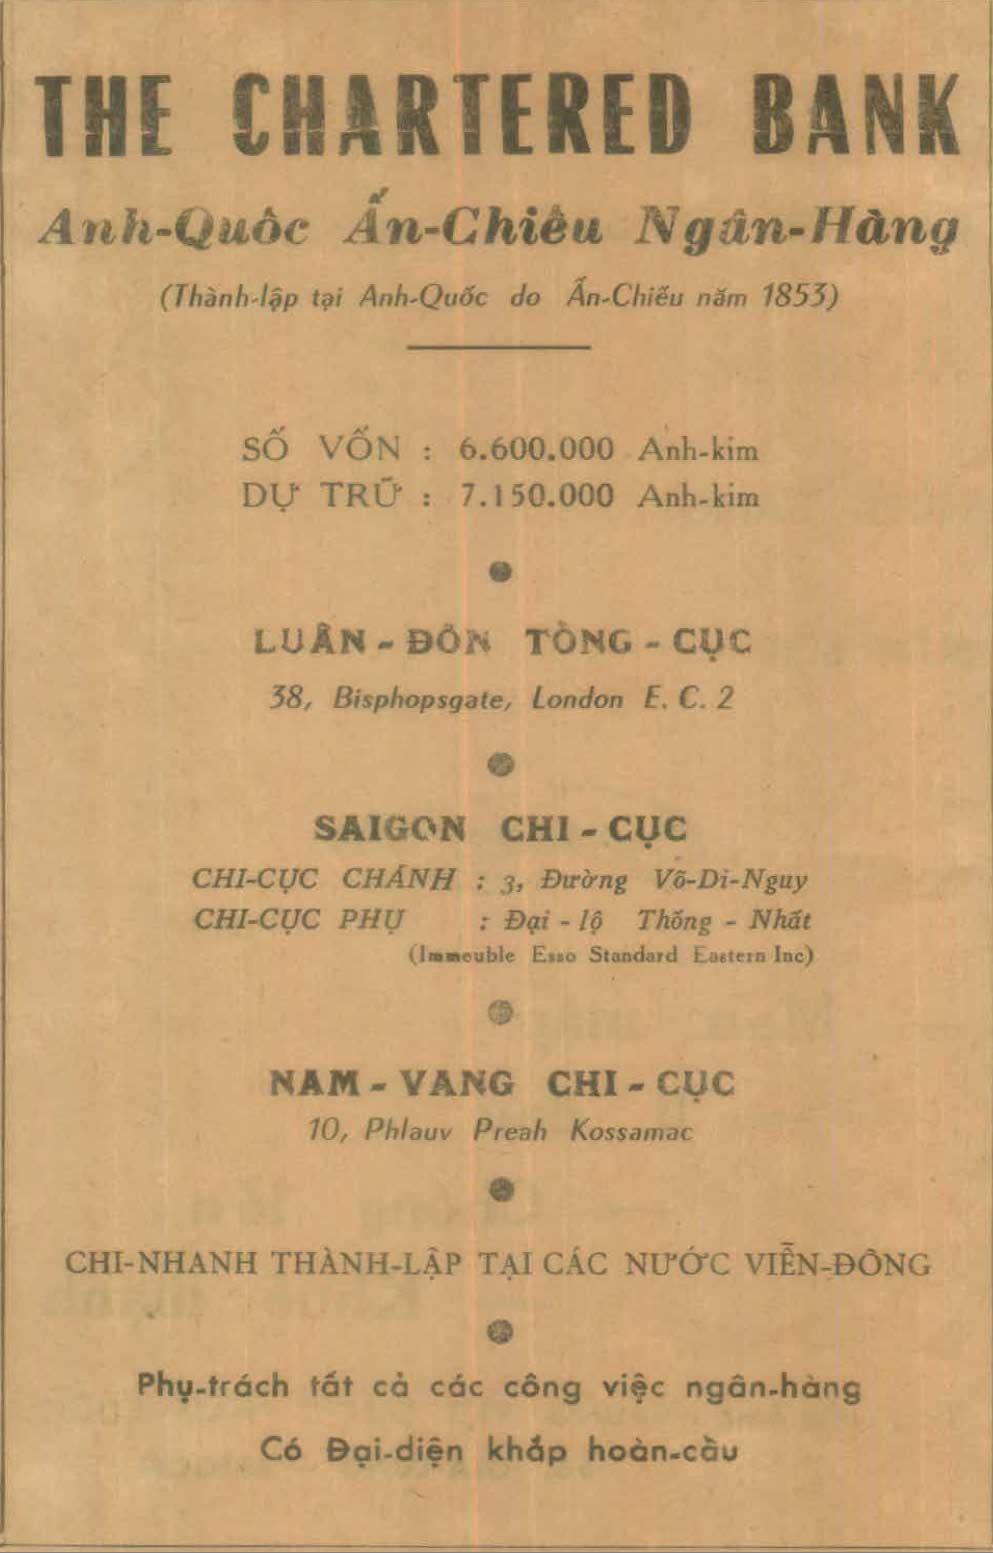 THE CHARTERED BANK
Anh-Quốc Ấn-Chiếu Ngân-Hàng
(Thành-lập tại Anh-Quốc do Ấn-Chiếu năm 1853)
SỐ VỐN : 6.600.000 Anh-kim
DỰ TRỮ : 7.150.000 Anh-kim
LUÂN - ĐÔN TỔNG - CỤC
38, Bisphopsgate, London E. C. 2
SAIGON CHI - CỤC
CHI-CỤC CHÁNH : 3, Đường Võ-Di-Nguy
CHI-CỤC PHỤ : Đại - lộ Thống - Nhất
(Immeuble Esso Standard Eastern Inc)
NAM - VANG CHI - CỤC
10, Phlauv Preah Kossamac
CHI-NHANH THÀNH-LẬP TẠI CÁC NƯỚC VIỄN-ĐÔNG
Phụ-trách tất cả các công việc ngân-hàng
Có Đại-diện khắp hoàn-cầu